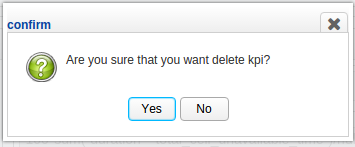 confirm
Are you sure that you want delete kpi?
Yes No